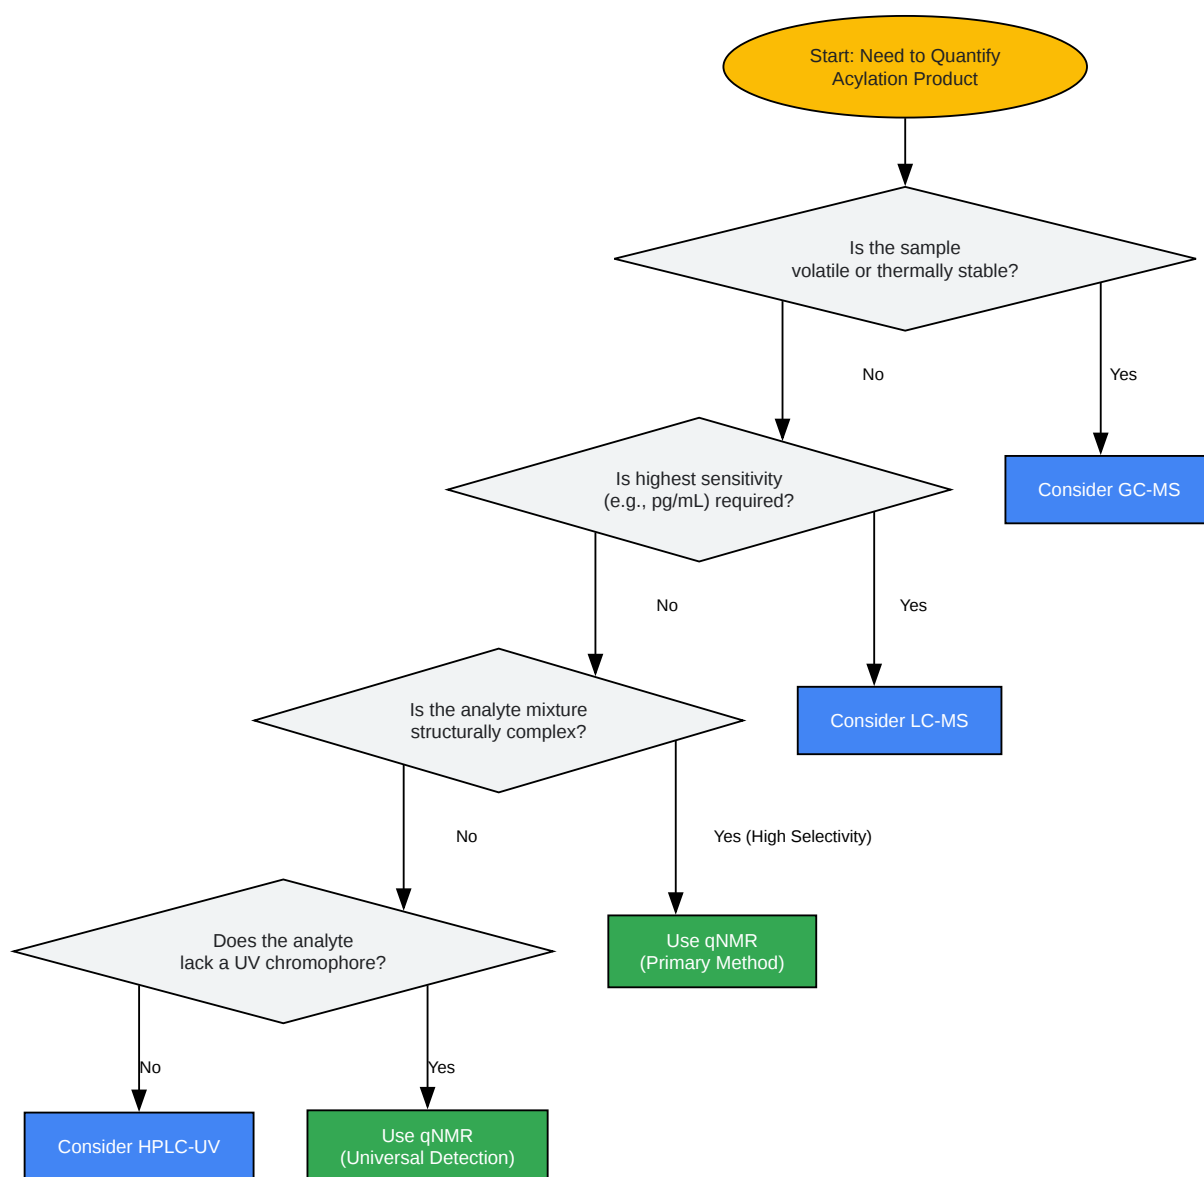 Start: Need to Quantify
Acylation Product
Is the sample
volatile or thermally stable?
No
Yes
Is highest sensitivity
(e.g., pg/mL) required?
Consider GC-MS
No
Yes
Is the analyte mixture
structurally complex?
Consider LC-MS
No
Yes (High Selectivity)
Does the analyte
lack a UV chromophore?
Use qNMR
(Primary Method)
No
Yes
Consider HPLC-UV
Use qNMR
(Universal Detection)